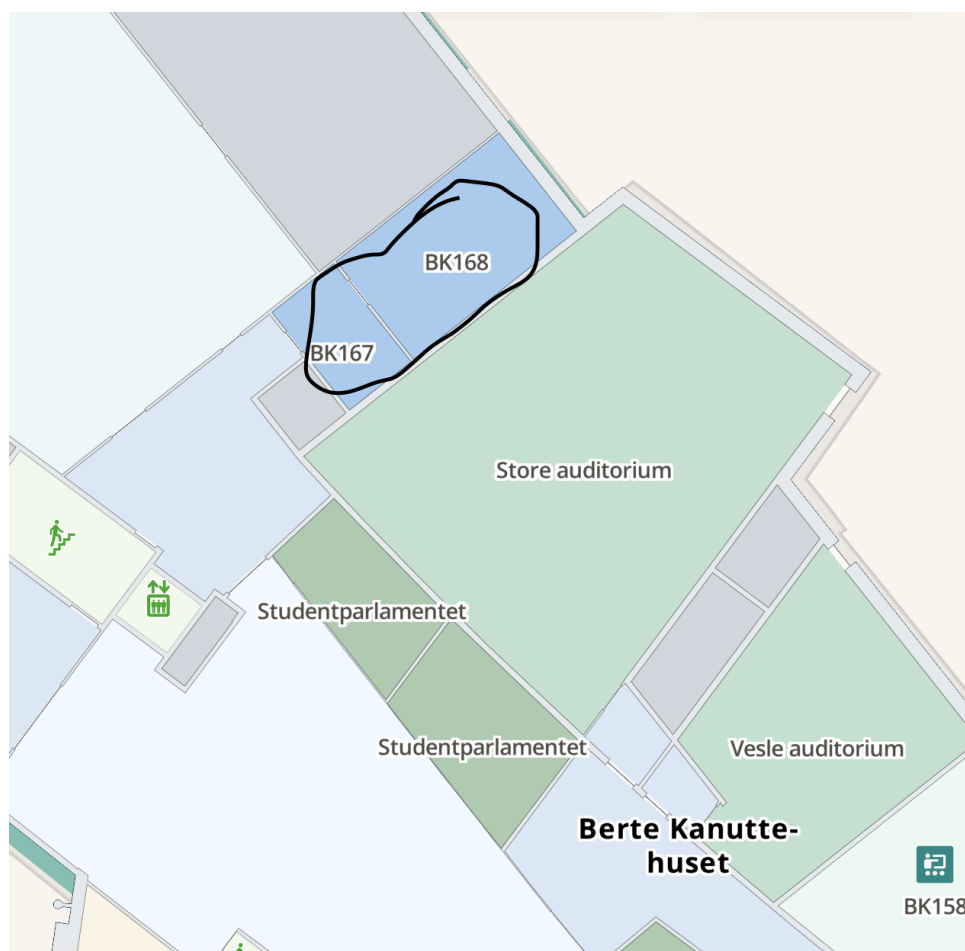 BK168
BK167
Store auditorium
Studentparlamentet
Studentparlamentet
Vesle auditorium
Berte Kanutte-
huset
BK158